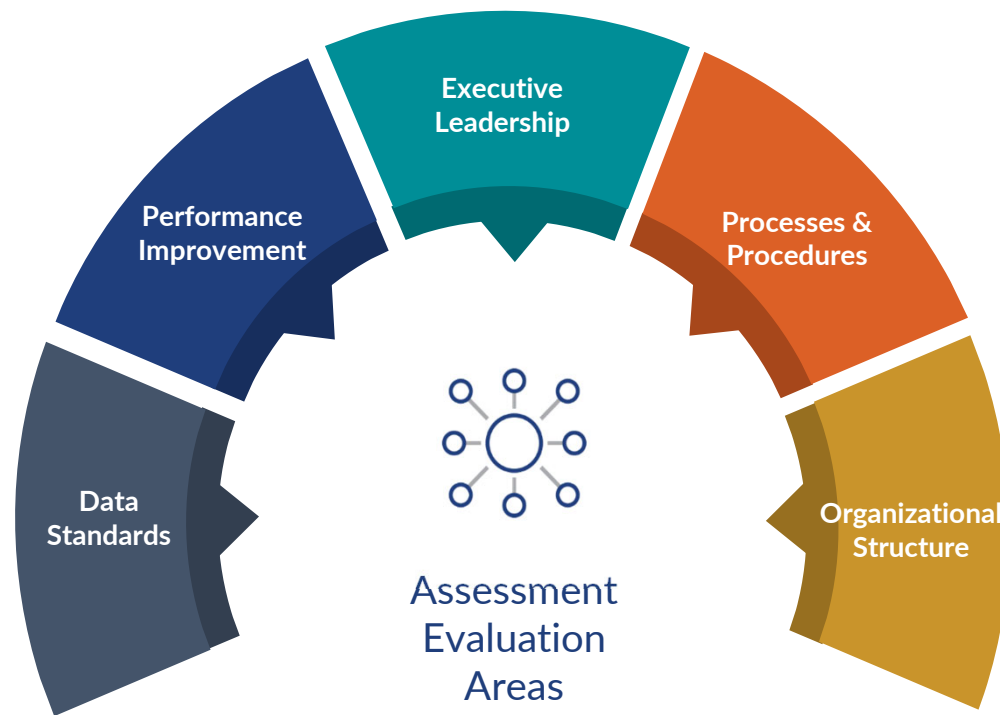 Executive
Leadership
Performance
Improvement
Processes &
Procedures
Data
Standards
Organizational
Structure
Assessment
Evaluation
Areas